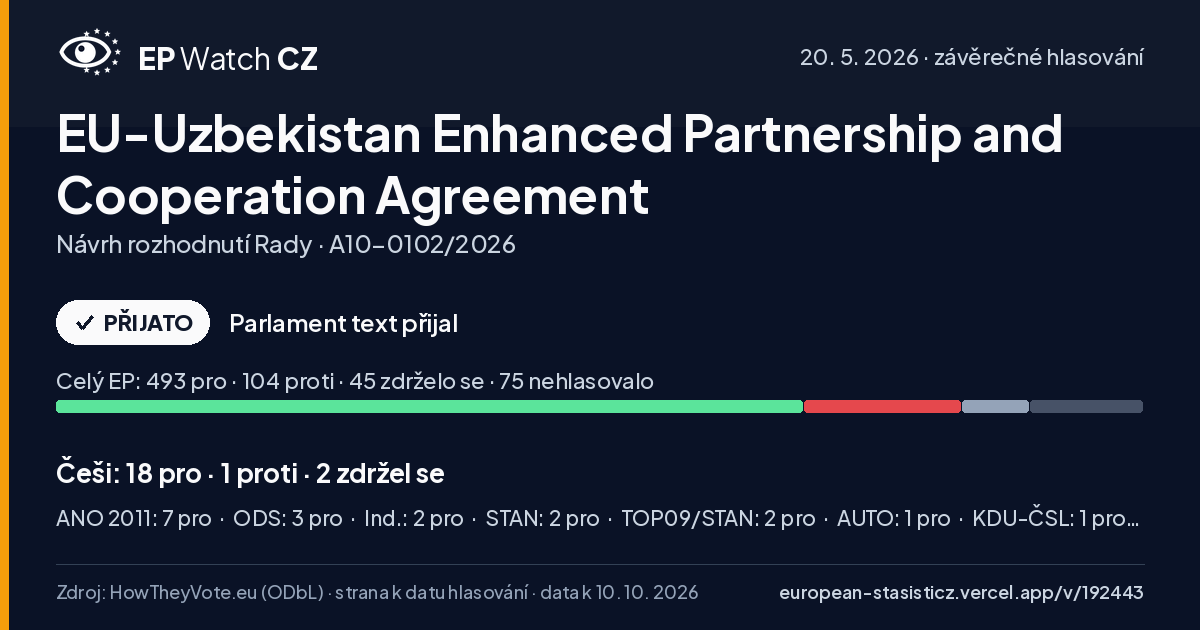 EP Watch CZ
20. 5. 2026 · závěrečné hlasování
EU-Uzbekistan Enhanced Partnership and
Cooperation Agreement
Návrh rozhodnutí Rady · A10-0102/2026
✓ PŘIJATO
Parlament text přijal
Celý EP: 493 pro · 104 proti · 45 zdrželo se · 75 nehlasovalo
Češi: 18 pro · 1 proti · 2 zdržel se
ANO 2011: 7 pro · ODS: 3 pro · Ind.: 2 pro · STAN: 2 pro · TOP09/STAN: 2 pro · AUTO: 1 pro · KDU-ČSL: 1 pro…
Zdroj: HowTheyVote.eu (ODbL) · strana k datu hlasování · data k 10. 10. 2026
european-stasisticz.vercel.app/v/192443